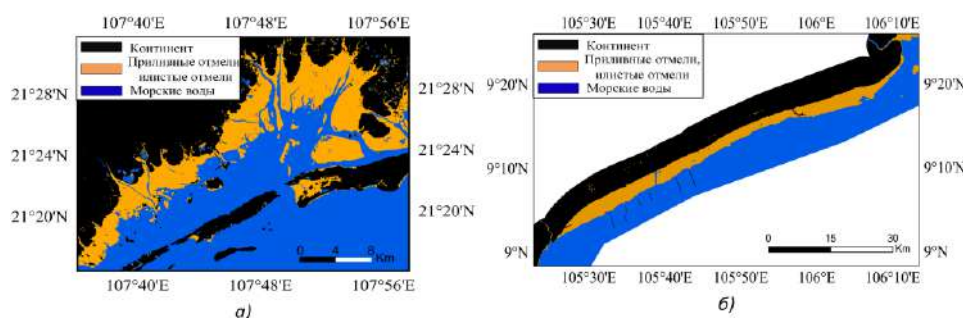 107°40'E 107°48'E 107°56'E
Континент
Приливные отмели,
илистые отмели
Морские воды
21°28'N 21°28'N
21°24'N 21°24'N
21°20'N 21°20'N
0 4 8
Km
107°40'E 107°48'E 107°56'E
а)
105°30'E 105°40'E 105°50'E 106°E 106°10'E
Континент
Приливные отмели,
илистые отмели
Морские воды
9°20'N 9°20'N
9°10'N 9°10'N
9°N 9°N
0 15 30
Km
105°30'E 105°40'E 105°50'E 106°E 106°10'E
б)